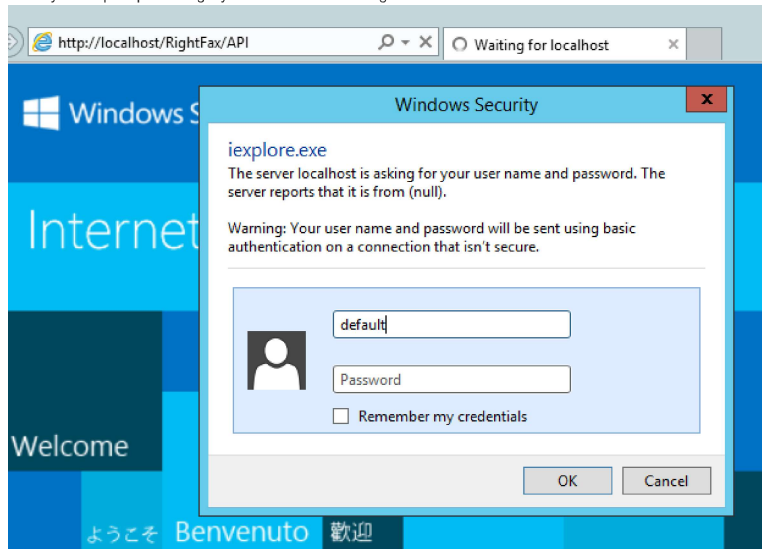 http://localhost/RightFax/API
Waiting for localhost
Windows S
Windows Security
x
iexplore.exe
The server localhost is asking for your user name and password. The
server reports that it is from (null).
Warning: Your user name and password will be sent using basic
authentication on a connection that isn't secure.
Internet
default
Password
Remember my credentials
Welcome
OK
Cancel
ようこそ
Benvenuto
歡迎